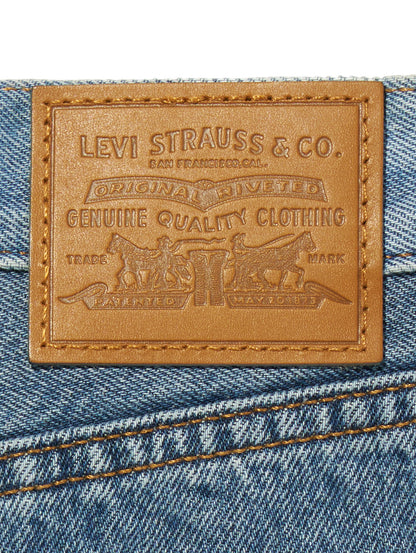 LEVI STRAUSS & CO.
SAN FRANCISCO.CAL.
ORIGINAL RIVETED
GENUINE QUALITY CLOTHING
TRADE MARK
PATENTED MAY 20 1873